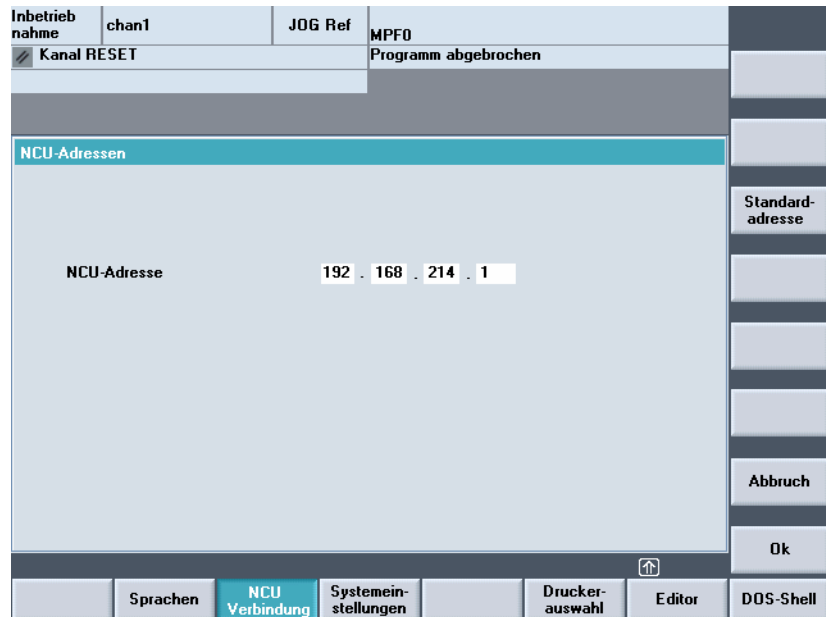 Inbetrieb
nahme
chan1
JOG Ref
MPF0
Kanal RESET
Programm abgebrochen
NCU-Adressen
Standard-
adresse
NCU-Adresse 192 . 168 . 214 . 1
Abbruch
Ok
Sprachen
NCU
Verbindung
Systemein-
stellungen
Drucker-
auswahl
Editor
DOS-Shell